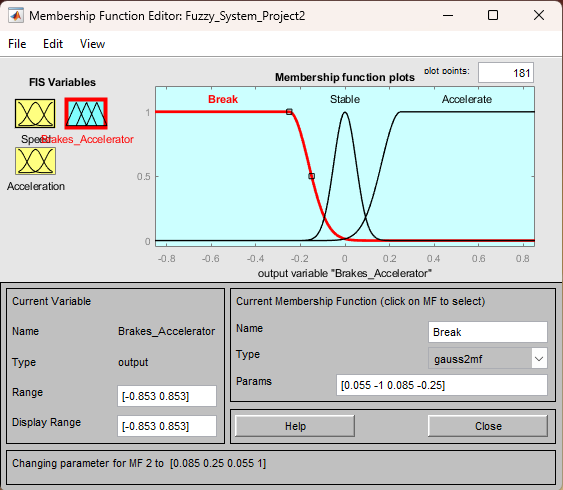 Membership Function Editor: Fuzzy_System_Project2
File Edit View
FIS Variables
Membership function plots
plot points: 181
Speed
Brakes_Accelerator
Acceleration
Break Stable Accelerate
1
0.5
0
-0.8 -0.6 -0.4 -0.2 0 0.2 0.4 0.6 0.8
output variable "Brakes_Accelerator"
Current Variable
Name Brakes_Accelerator
Type output
Range [-0.853 0.853]
Display Range [-0.853 0.853]
Current Membership Function (click on MF to select)
Name Break
Type gauss2mf
Params [0.055 -1 0.085 -0.25]
Help Close
Changing parameter for MF 2 to [0.085 0.25 0.055 1]